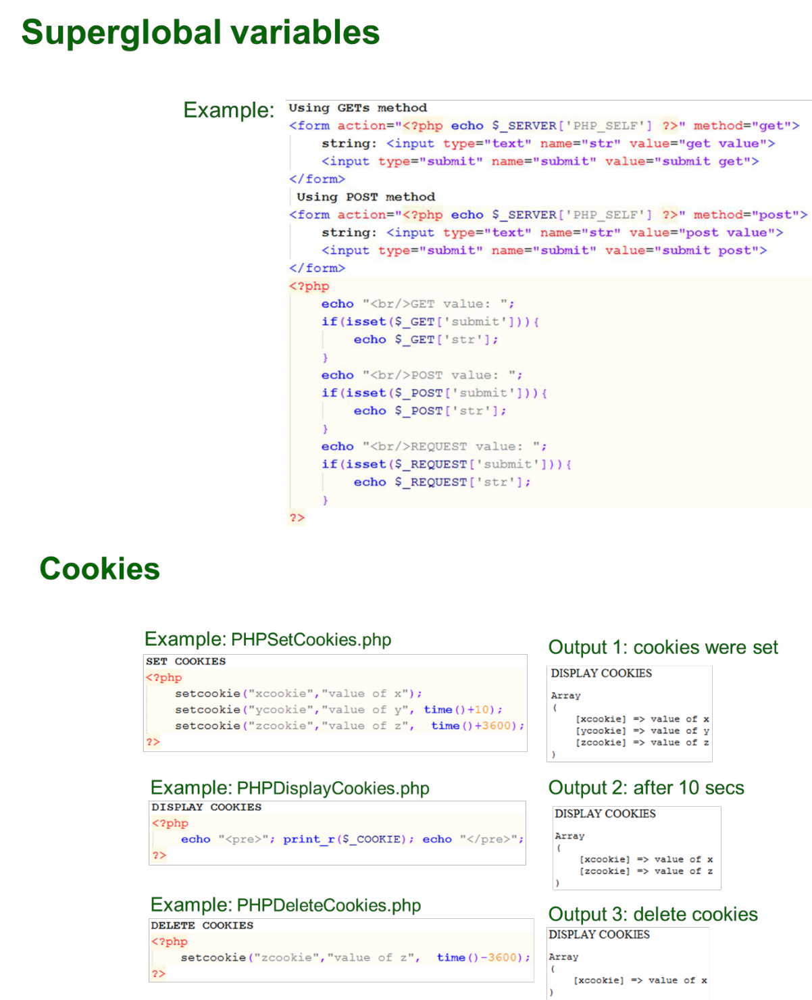 Superglobal variables
Example:
Using GETs method
<form action="<?php echo $_SERVER['PHP_SELF'] ?>" method="get">
    string: <input type="text" name="str" value="get value">
    <input type="submit" name="submit" value="submit get">
</form>
 Using POST method
<form action="<?php echo $_SERVER['PHP_SELF'] ?>" method="post">
    string: <input type="text" name="str" value="post value">
    <input type="submit" name="submit" value="submit post">
</form>
<?php
    echo "<br/>GET value: ";
    if(isset($_GET['submit'])){
        echo $_GET['str'];
    }
    echo "<br/>POST value: ";
    if(isset($_POST['submit'])){
        echo $_POST['str'];
    }
    echo "<br/>REQUEST value: ";
    if(isset($_REQUEST['submit'])){
        echo $_REQUEST['str'];
    }
?>
Cookies
Example: PHPSetCookies.php
SET COOKIES
<?php
    setcookie("xcookie","value of x");
    setcookie("ycookie","value of y", time()+10);
    setcookie("zcookie","value of z",  time()+3600);
?>
Output 1: cookies were set
DISPLAY COOKIES
Array
(
    [xcookie] => value of x
    [ycookie] => value of y
    [zcookie] => value of z
)
Example: PHPDisplayCookies.php
DISPLAY COOKIES
<?php
    echo "<pre>"; print_r($_COOKIE); echo "</pre>";
?>
Output 2: after 10 secs
DISPLAY COOKIES
Array
(
    [xcookie] => value of x
    [zcookie] => value of z
)
Example: PHPDeleteCookies.php
DELETE COOKIES
<?php
    setcookie("zcookie","value of z",  time()-3600);
?>
Output 3: delete cookies
DISPLAY COOKIES
Array
(
    [xcookie] => value of x
)